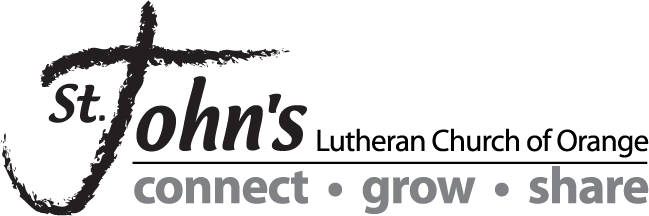 St. John's Lutheran Church of Orange
connect • grow • share